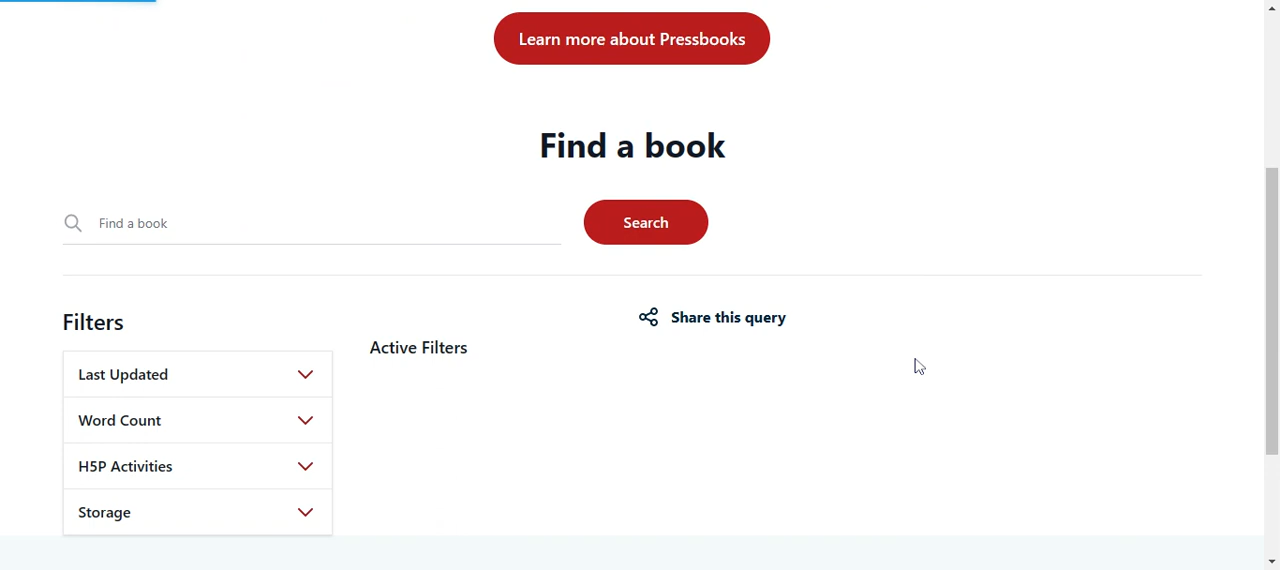 Learn more about Pressbooks
Find a book
Find a book
Search
Filters
Share this query
Active Filters
Last Updated
Word Count
H5P Activities
Storage